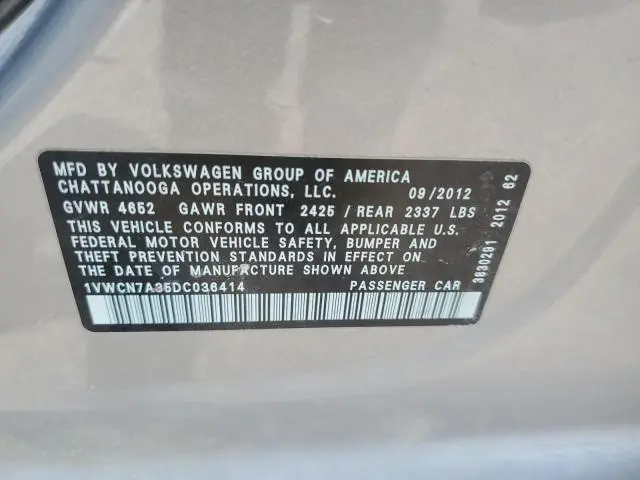 MFD BY VOLKSWAGEN GROUP OF AMERICA
CHATTANOOGA OPERATIONS, LLC. 09/2012
GVWR 4652 GAWR FRONT 2425/REAR 2337 LBS
THIS VEHICLE CONFORMS TO ALL APPLICABLE U.S.
FEDERAL MOTOR VEHICLE SAFETY, BUMPER AND
THEFT PREVENTION STANDARDS IN EFFECT ON
THE DATE OF MANUFACTURE SHOWN ABOVE
1VWCN7A35DC036414 PASSENGER CAR
3830291 2012 62